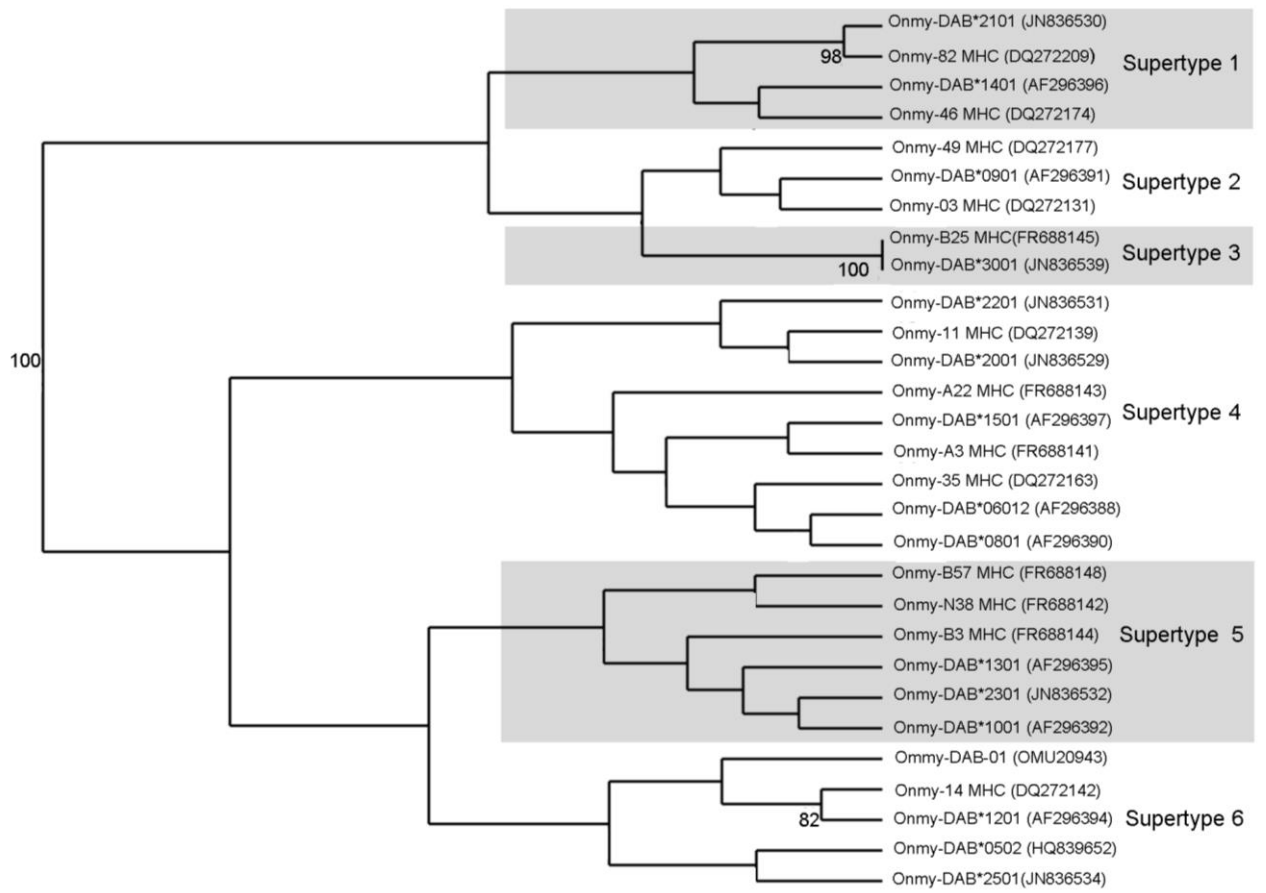 Onmy-DAB*2101 (JN836530)
98
Onmy-82 MHC (DQ272209)
Supertype 1
Onmy-DAB*1401 (AF296396)
Onmy-46 MHC (DQ272174)
Onmy-49 MHC (DQ272177)
Onmy-DAB*0901 (AF296391)
Supertype 2
Onmy-03 MHC (DQ272131)
Onmy-B25 MHC(FR688145)
Supertype 3
100
Onmy-DAB*3001 (JN836539)
Onmy-DAB*2201 (JN836531)
Onmy-11 MHC (DQ272139)
100
Onmy-DAB*2001 (JN836529)
Onmy-A22 MHC (FR688143)
Supertype 4
Onmy-DAB*1501 (AF296397)
Onmy-A3 MHC (FR688141)
Onmy-35 MHC (DQ272163)
Onmy-DAB*06012 (AF296388)
Onmy-DAB*0801 (AF296390)
Onmy-B57 MHC (FR688148)
Onmy-N38 MHC (FR688142)
Onmy-B3 MHC (FR688144)
Supertype 5
Onmy-DAB*1301 (AF296395)
Onmy-DAB*2301 (JN836532)
Onmy-DAB*1001 (AF296392)
Ommy-DAB-01 (OMU20943)
Onmy-14 MHC (DQ272142)
82
Onmy-DAB*1201 (AF296394)
Supertype 6
Onmy-DAB*0502 (HQ839652)
Onmy-DAB*2501(JN836534)